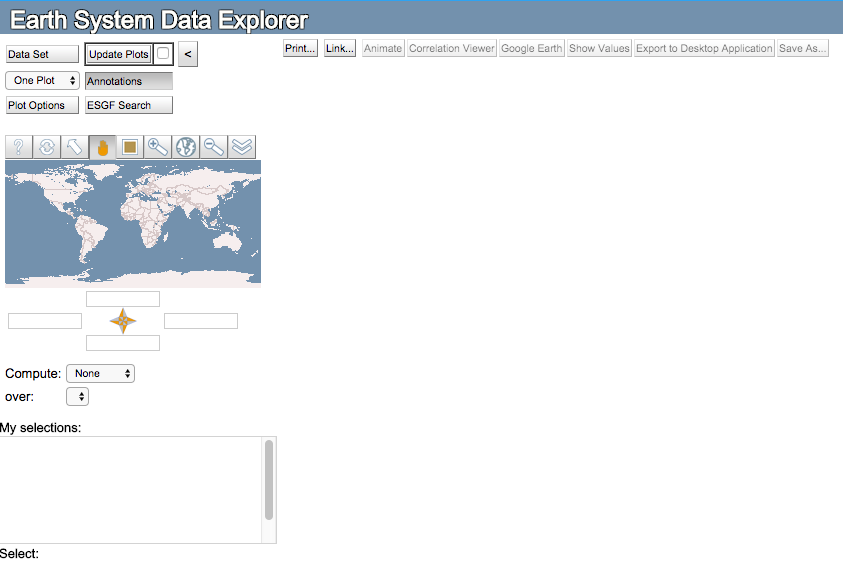 Earth System Data Explorer
Data Set
Update Plots
<
Print...
Link...
Animate
Correlation Viewer
Google Earth
Show Values
Export to Desktop Application
Save As...
One Plot
Annotations
Plot Options
ESGF Search
?
Compute:
None
over:
My selections:
Select: